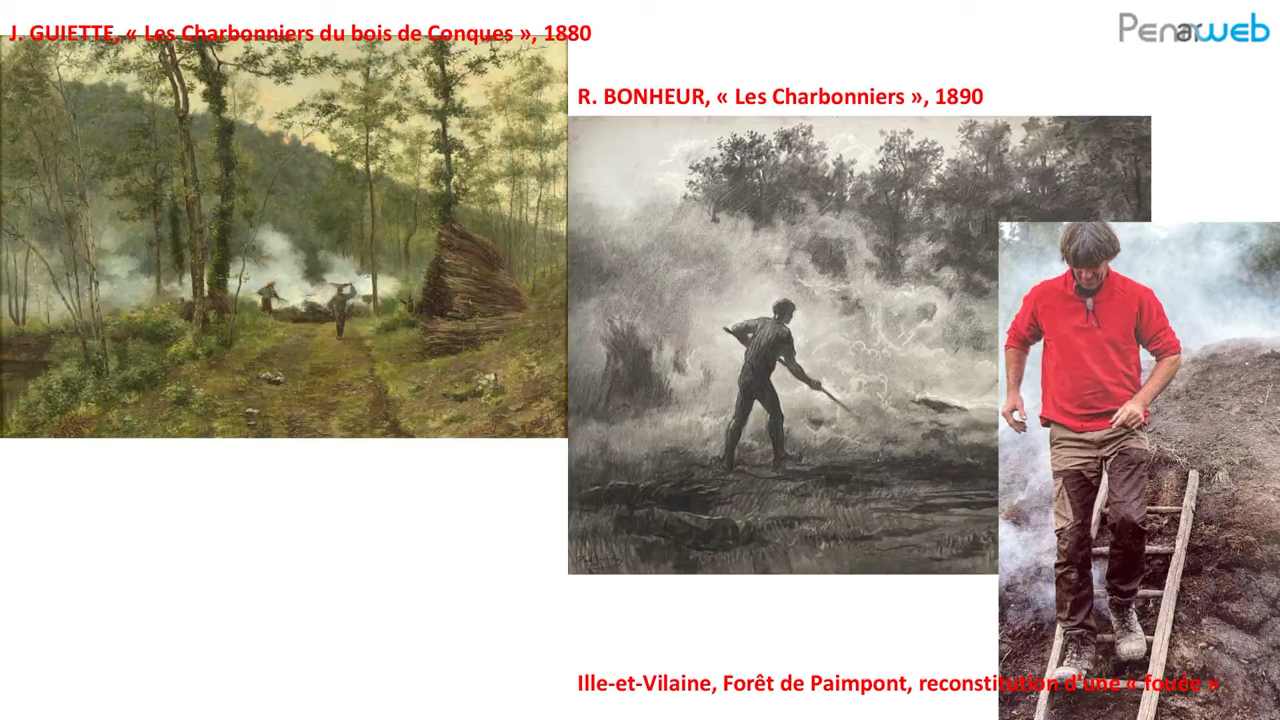 J. GUIETTE, « Les Charbonniers du bois de Conques », 1880
Penarweb
R. BONHEUR, « Les Charbonniers », 1890
Ille-et-Vilaine, Forêt de Paimpont, reconstitution d'une « fouée »